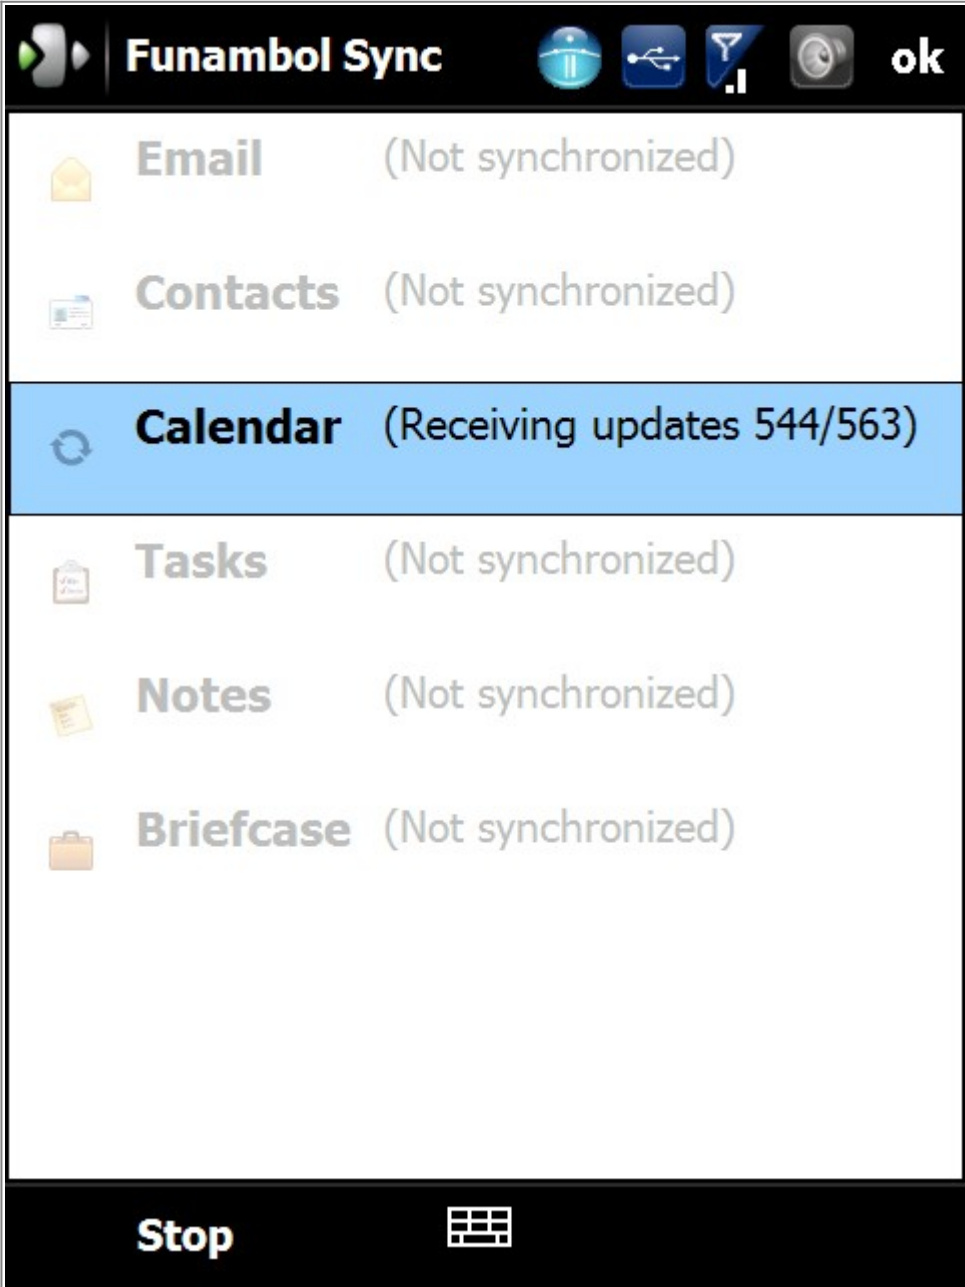 Funambol Sync ok
Email (Not synchronized)
Contacts (Not synchronized)
Calendar (Receiving updates 544/563)
Tasks (Not synchronized)
Notes (Not synchronized)
Briefcase (Not synchronized)
Stop